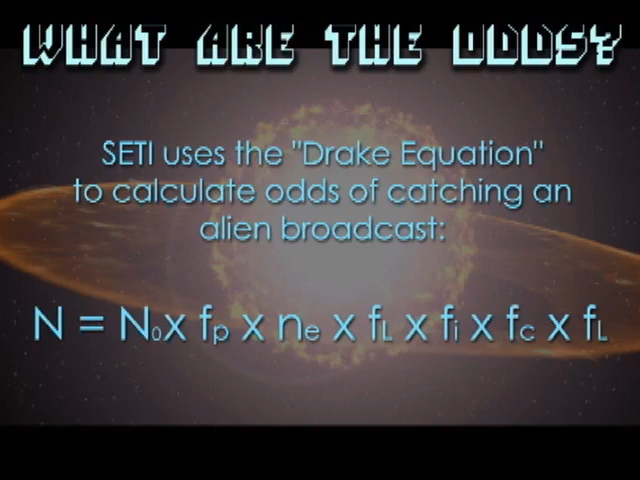 WHAT ARE THE ODDS?
SETI uses the "Drake Equation"
to calculate odds of catching an
alien broadcast:
N = N₀x fp x nₑ x fL x fᵢ x fc x fL